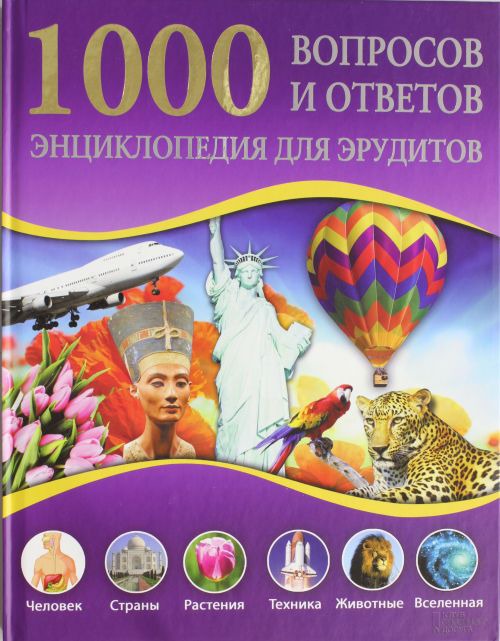 1000 ВОПРОСОВ
И ОТВЕТОВ
ЭНЦИКЛОПЕДИЯ ДЛЯ ЭРУДИТОВ
Человек Страны Растения Техника Животные Вселенная